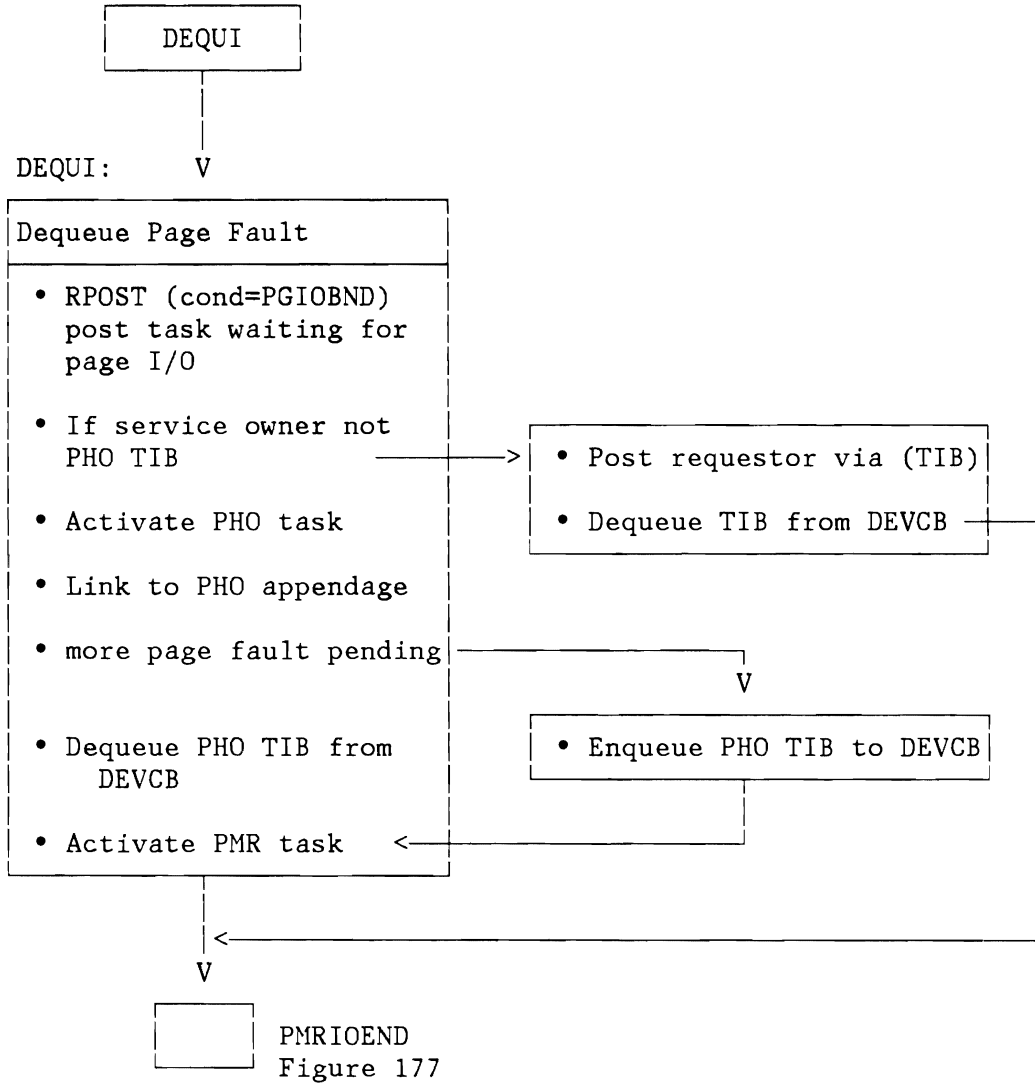 DEQUI
DEQUI: V
Dequeue Page Fault
• RPOST (cond=PGIOBND)
post task waiting for
page I/O
• If service owner not
PHO TIB ——>
• Post requestor via (TIB)
• Dequeue TIB from DEVCB
• Activate PHO task
• Link to PHO appendage
• more page fault pending
V
• Enqueue PHO TIB to DEVCB
• Dequeue PHO TIB from
DEVCB
• Activate PMR task <
<
V
PMRIOEND
Figure 177